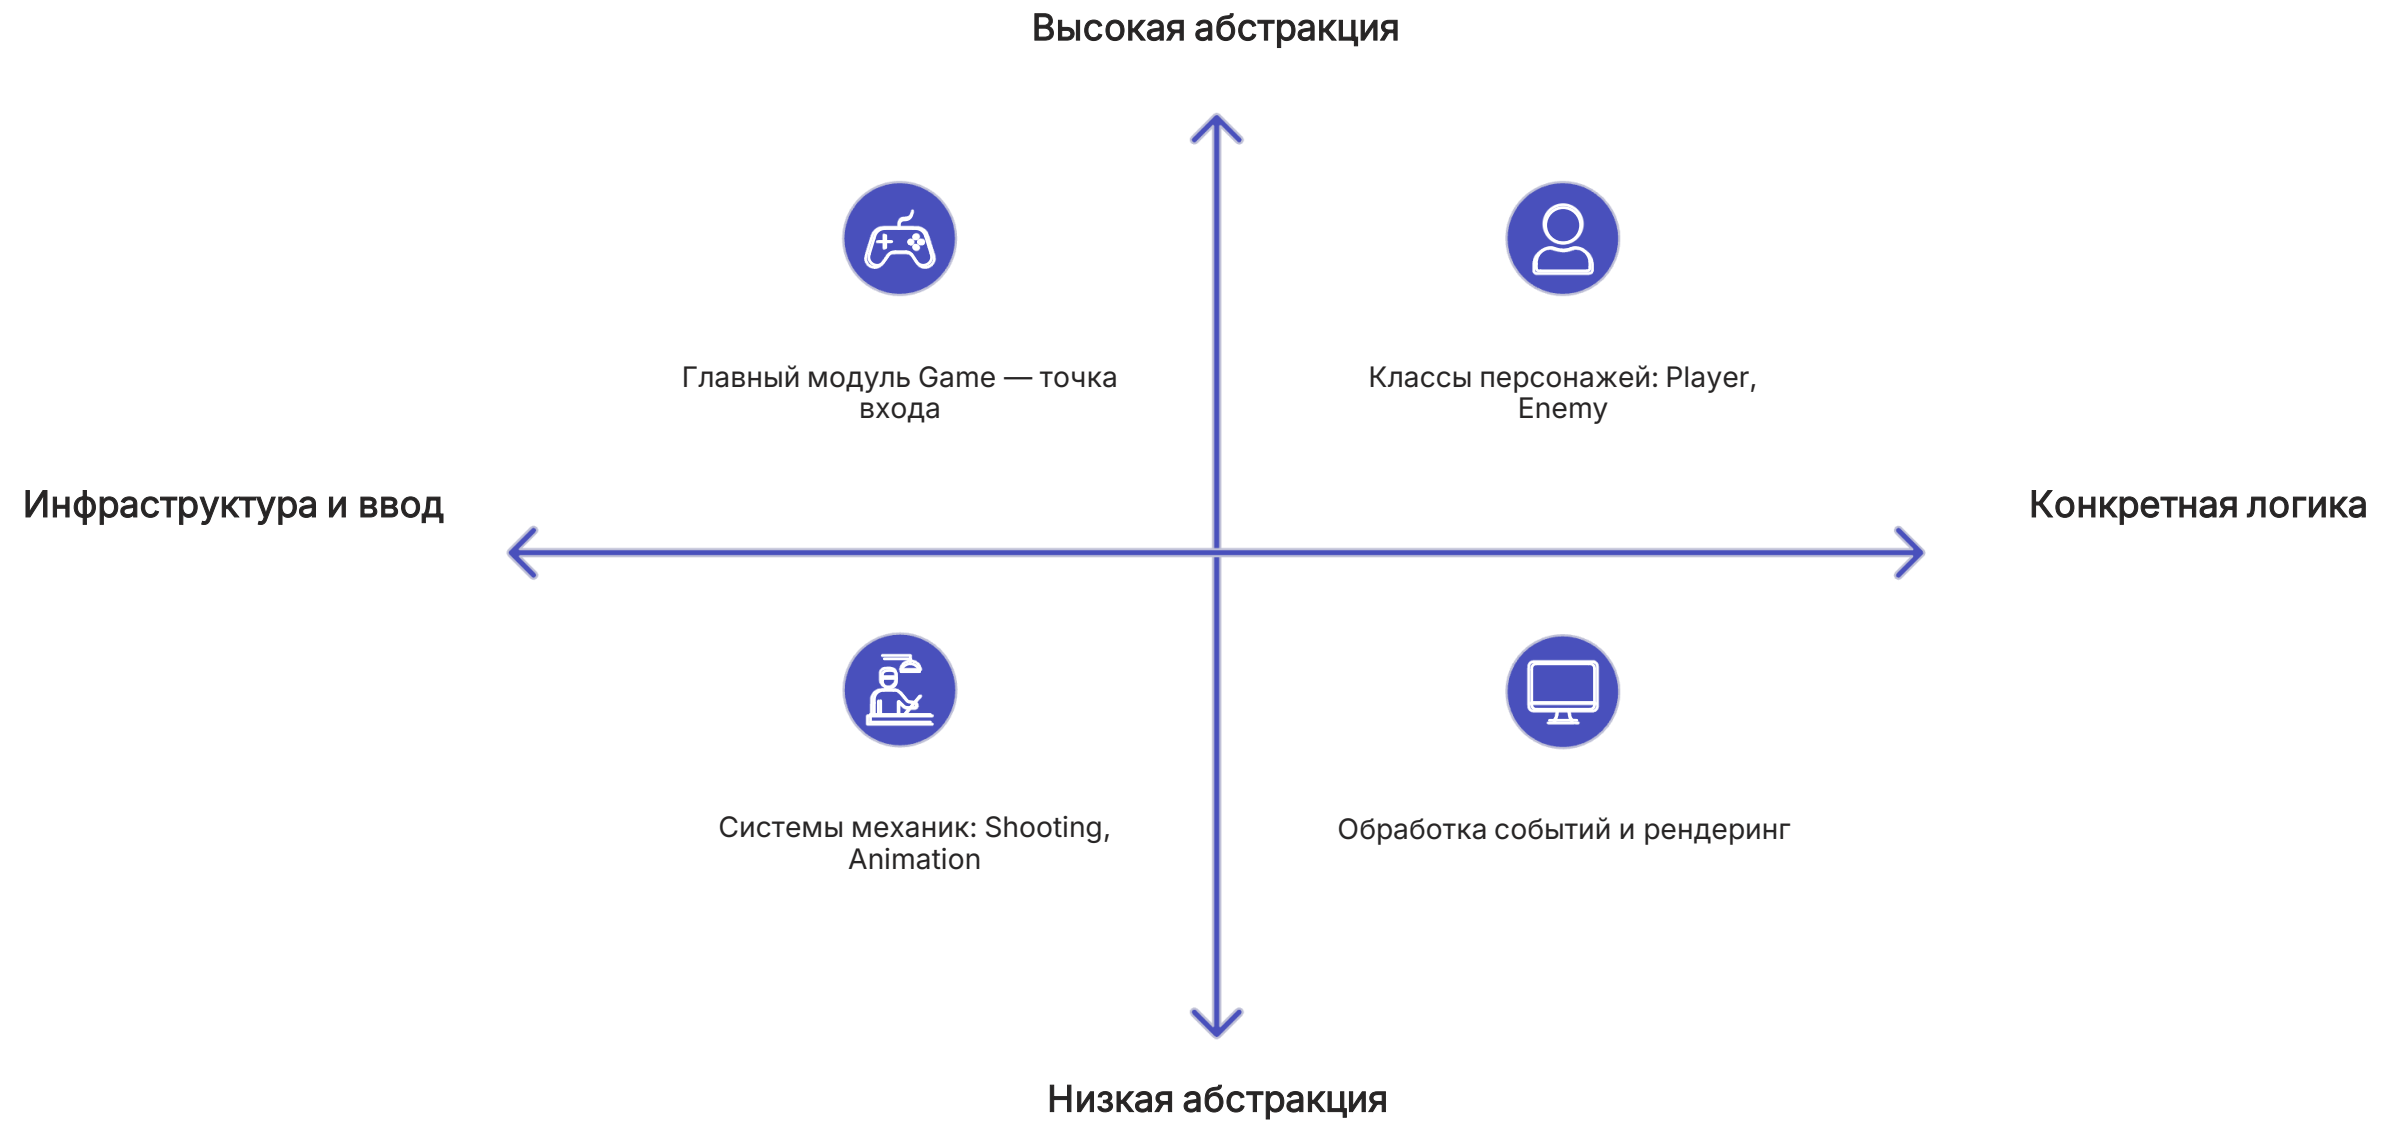 Высокая абстракция
Главный модуль Game — точка
входа
Классы персонажей: Player,
Enemy
Инфраструктура и ввод
Конкретная логика
Системы механик: Shooting,
Animation
Обработка событий и рендеринг
Низкая абстракция